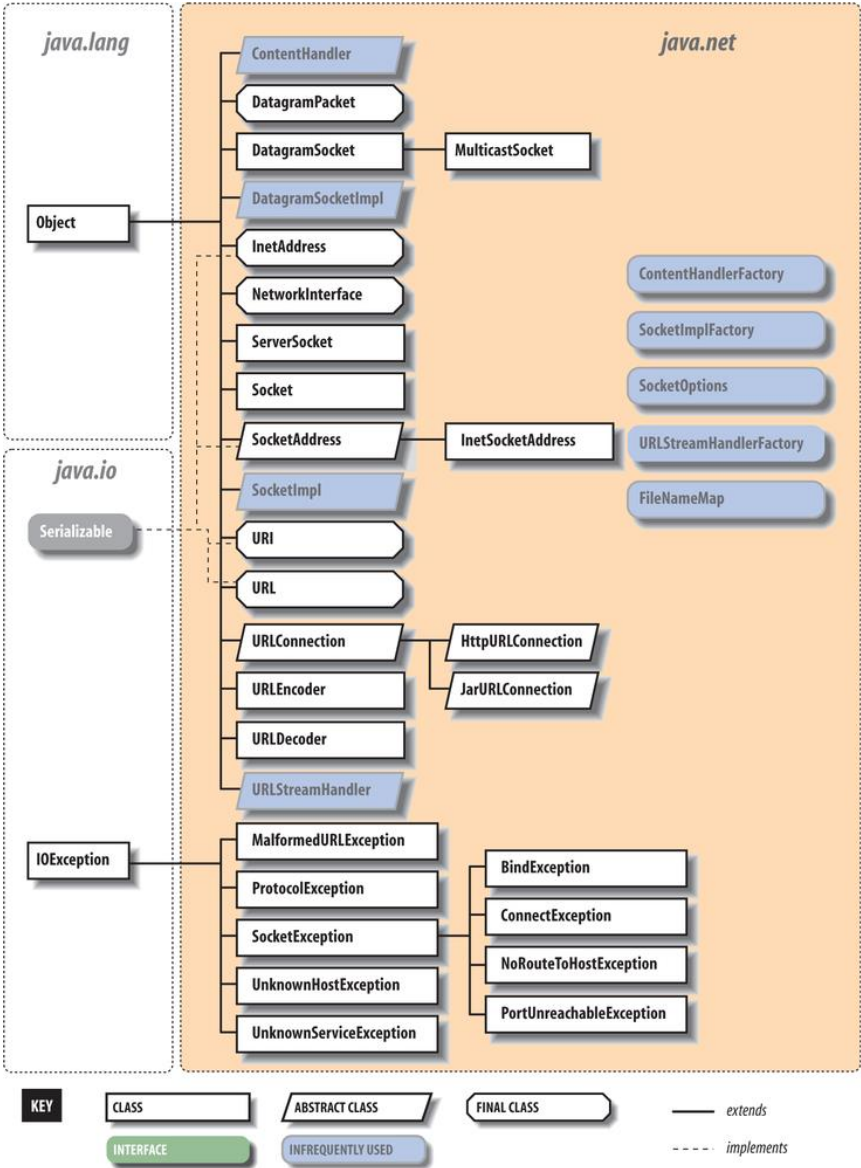 java.lang
java.net
ContentHandler
DatagramPacket
DatagramSocket
MulticastSocket
DatagramSocketImpl
Object
InetAddress
ContentHandlerFactory
NetworkInterface
SocketImplFactory
ServerSocket
Socket
SocketOptions
SocketAddress
InetSocketAddress
URLStreamHandlerFactory
java.io
SocketImpl
FileNameMap
Serializable
URI
URL
URLConnection
HttpURLConnection
URLEncoder
JarURLConnection
URLDecoder
URLStreamHandler
MalformedURLException
IOException
BindException
ProtocolException
ConnectException
SocketException
NoRouteToHostException
UnknownHostException
PortUnreachableException
UnknownServiceException
KEY
CLASS
ABSTRACT CLASS
FINAL CLASS
extends
INTERFACE
INFREQUENTLY USED
implements